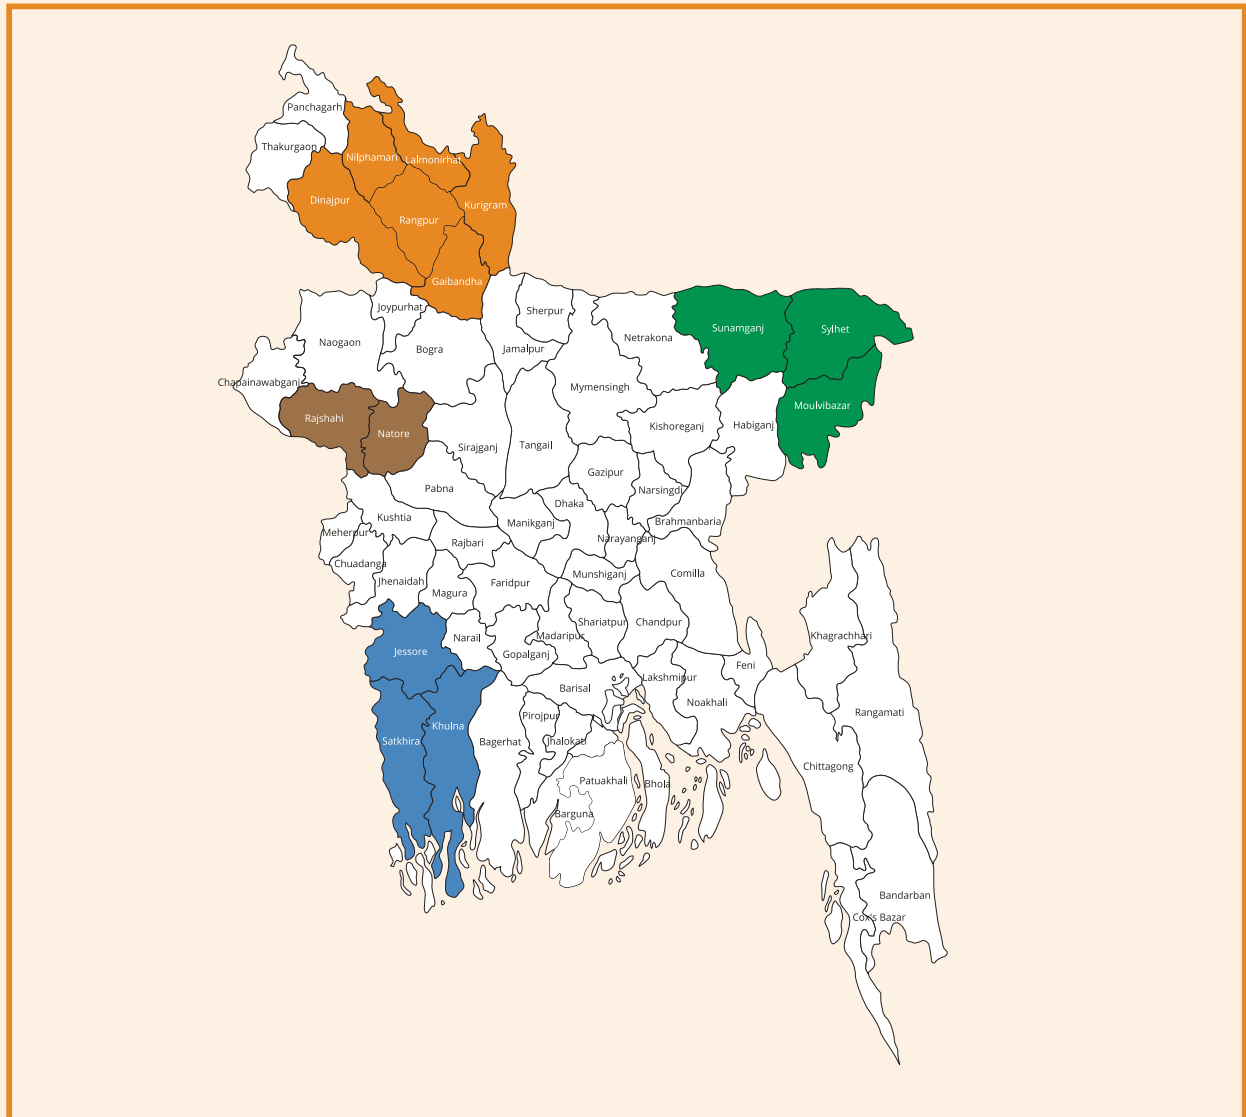 Panchagarh
Thakurgaon
Nilphamari
Lalmonirhat
Dinajpur
Kurigram
Rangpur
Gaibandha
Joypurhat
Sherpur
Sunamganj
Sylhet
Netrakona
Naogaon
Bogra
Jamalpur
Chapainawabganj
Mymensingh
Moulvibazar
Rajshahi
Natore
Kishoreganj
Habiganj
Sirajganj
Tangail
Gazipur
Pabna
Narsingdi
Dhaka
Kushtia
Manikganj
Brahmanbaria
Meherpur
Rajbari
Narayanganj
Chuadanga
Jhenaidah
Munshiganj
Comilla
Faridpur
Magura
Shariatpur
Chandpur
Narail
Madaripur
Khagrachhari
Jessore
Gopalganj
Feni
Lakshmipur
Barisal
Noakhali
Rangamati
Pirojpur
Khulna
Satkhira
Bagerhat
Jhalokati
Chittagong
Patuakhali
Bhola
Barguna
Bandarban
Cox's Bazar